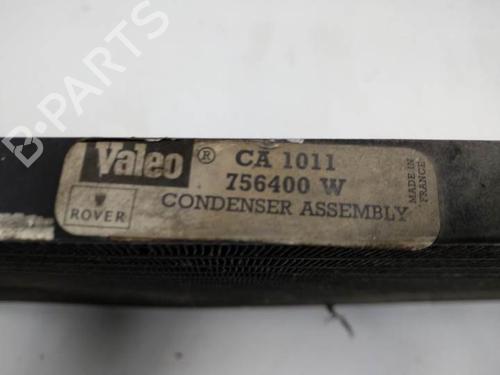 Valeo ® CA 1011
756400 W
ROVER
CONDENSER ASSEMBLY
MADE IN
FRANCE
B-PARTS